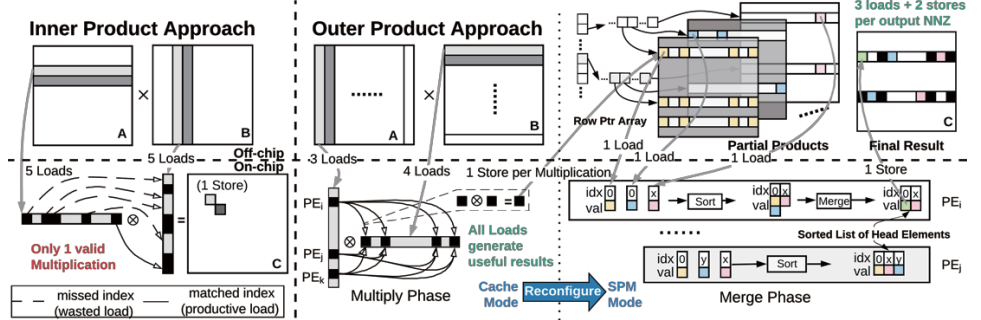 Inner Product Approach
×
A
B
5 Loads
Off-chip
On-chip
5 Loads
(1 Store)
⊗
=
Only 1 valid
Multiplication
C
missed index
(wasted load)
matched index
(productive load)
Outer Product Approach
......
×
A
B
3 Loads
4 Loads
1 Store per Multiplication
PEi
⊗
=
⊗
All Loads
generate
useful results
PEj
PEk
Multiply Phase
Cache
Mode
Reconfigure
SPM
Mode
3 loads + 2 stores
per output NNZ
Row Ptr Array
Partial Products
C
Final Result
1 Load
1 Load
1 Load
1 Store
idx 0 0 x
val
Sort
0 x
Merge
idx 0 x
val
PEi
......
Sorted List of Head Elements
idx 0 y x
val
Sort
idx 0 x y
val
PEj
Merge Phase